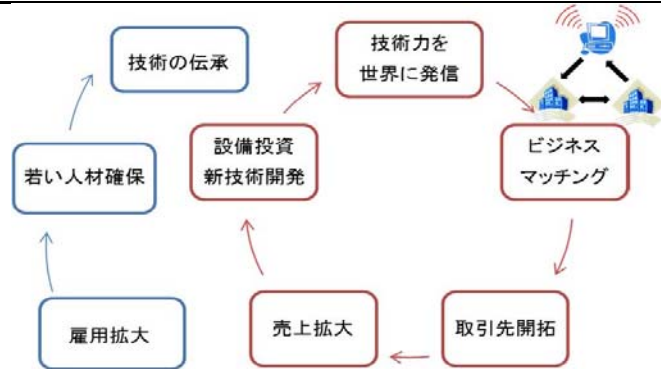 技術の伝承
技術力を
世界に発信
若い人材確保
設備投資
新技術開発
ビジネス
マッチング
雇用拡大
売上拡大
取引先開拓